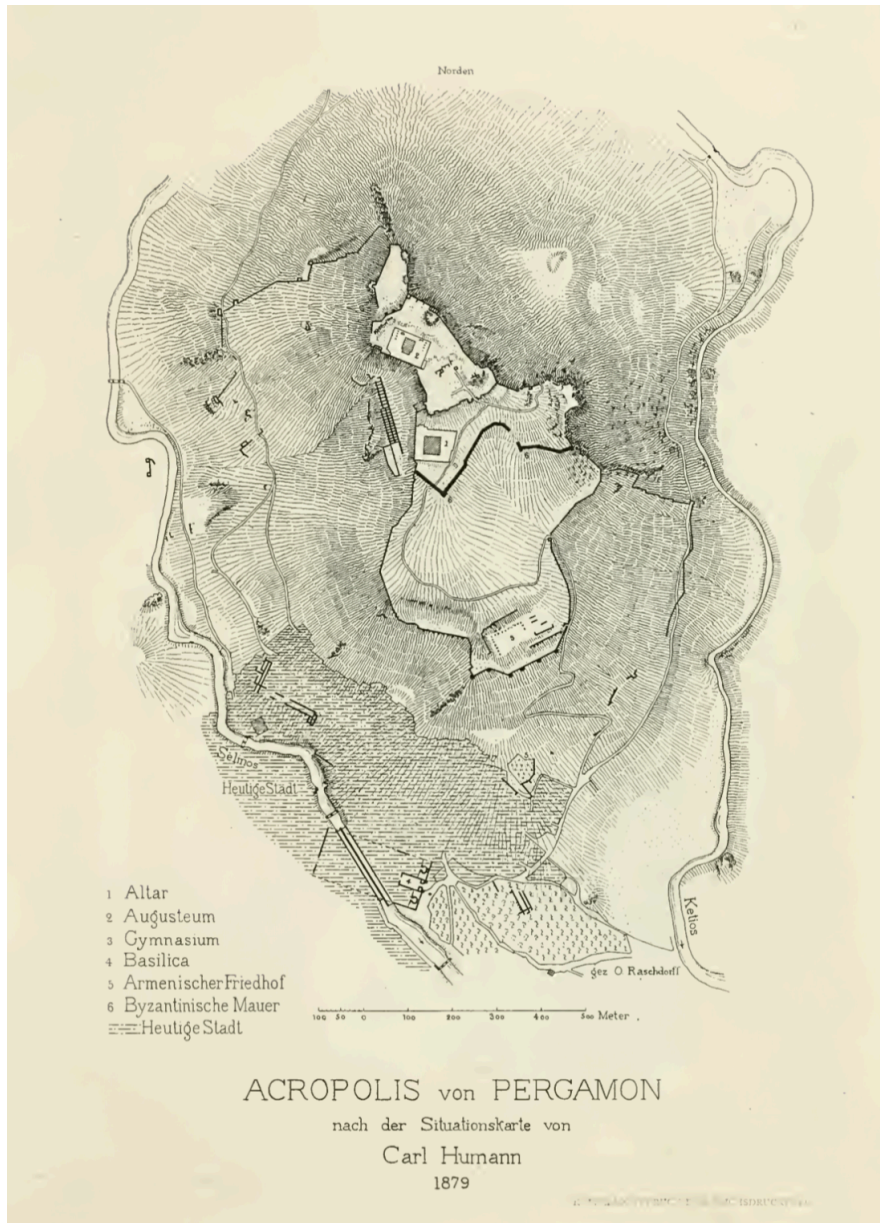 Norden
Selinos
Heutige Stadt
Ketios
gez O Raschdorff
1 Altar
2 Augusteum
3 Gymnasium
4 Basilica
5 Armenischer Friedhof
6 Byzantinische Mauer
Heutige Stadt
100 50 0 100 200 300 400 500 Meter
ACROPOLIS von PERGAMON
nach der Situationskarte von
Carl Humann
1879